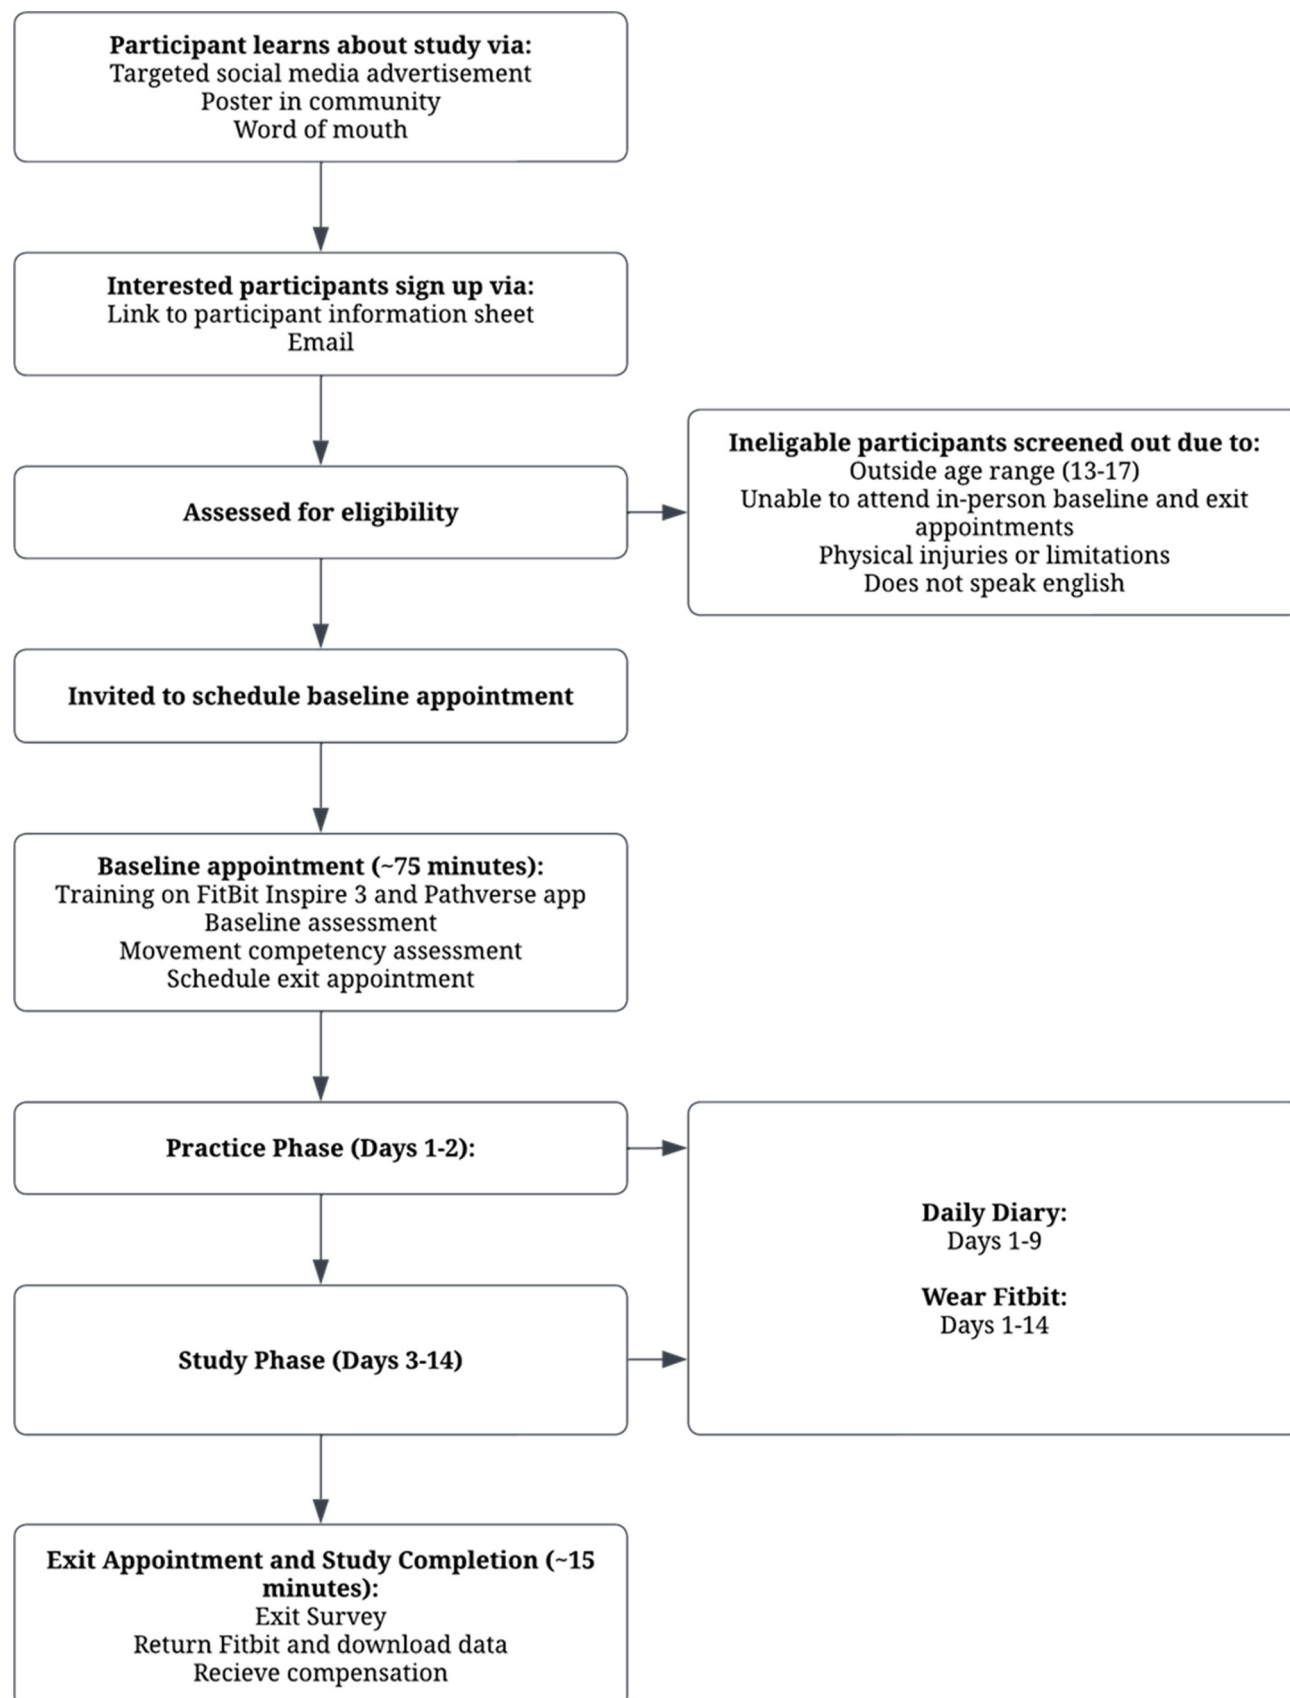 Participant learns about study via:
Targeted social media advertisement
Poster in community
Word of mouth
Interested participants sign up via:
Link to participant information sheet
Email
Assessed for eligibility
Ineligable participants screened out due to:
Outside age range (13-17)
Unable to attend in-person baseline and exit
appointments
Physical injuries or limitations
Does not speak english
Invited to schedule baseline appointment
Baseline appointment (~75 minutes):
Training on FitBit Inspire 3 and Pathverse app
Baseline assessment
Movement competency assessment
Schedule exit appointment
Practice Phase (Days 1-2):
Daily Diary:
Days 1-9
Wear Fitbit:
Days 1-14
Study Phase (Days 3-14)
Exit Appointment and Study Completion (~15
minutes):
Exit Survey
Return Fitbit and download data
Recieve compensation